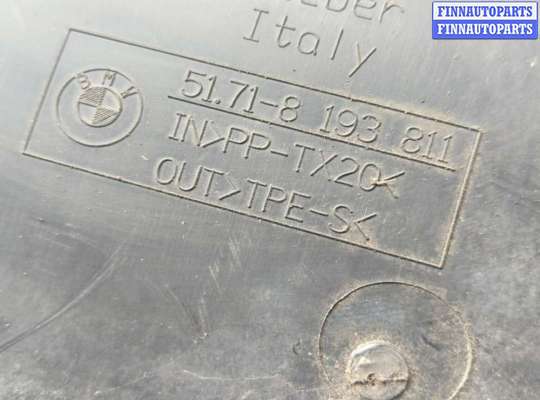 FINNAUTOPARTS
FINNAUTOPARTS
Italy
BMW
51.71-8 193 811
IN>PP-TX20<
OUT>TPE-S<